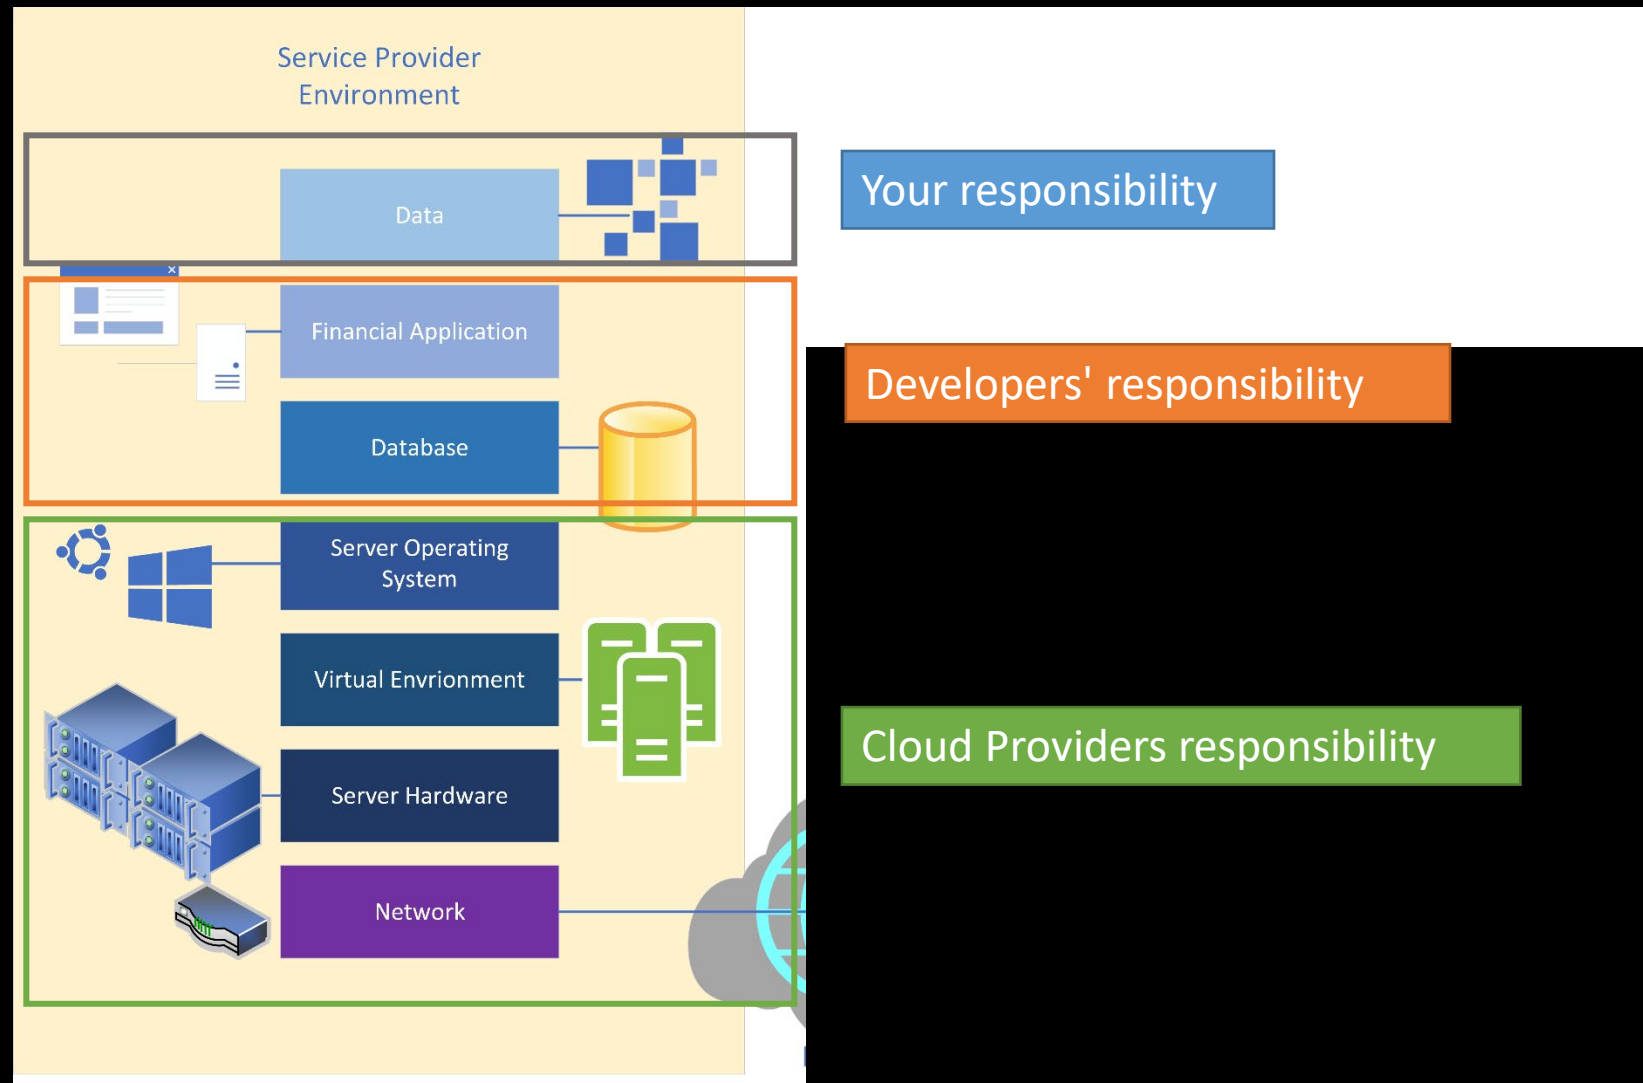 Service Provider
Environment
Data
Your responsibility
Financial Application
Developers' responsibility
Database
Server Operating
System
Virtual Envrionment
Cloud Providers responsibility
Server Hardware
Network